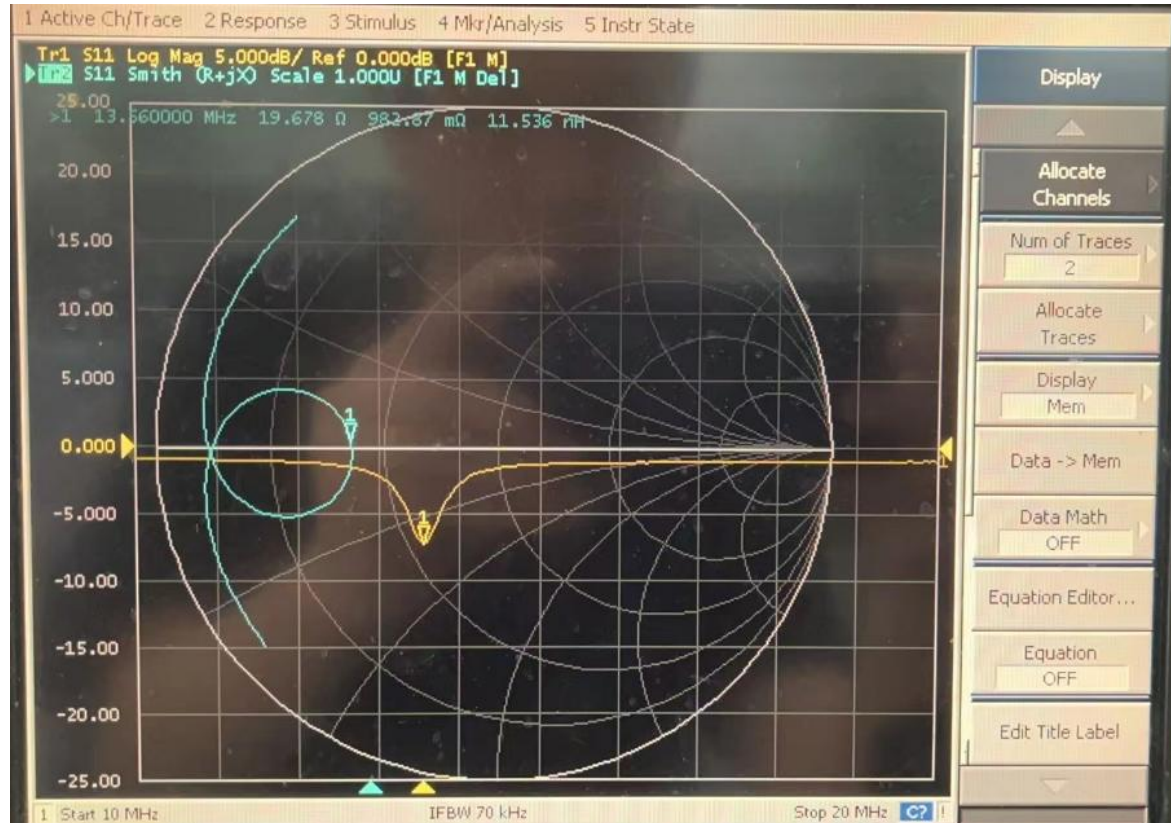 1 Active Ch/Trace 2 Response 3 Stimulus 4 Mkr/Analysis 5 Instr State
Tr1 S11 Log Mag 5.000dB/ Ref 0.000dB [F1 M]
Tr2 S11 Smith (R+jX) Scale 1.000U [F1 M Del]
25.00
>1 13.560000 MHz 19.678 Ω 982.87 mΩ 11.536 nH
20.00
15.00
10.00
5.000
0.000
-5.000
-10.00
-15.00
-20.00
-25.00
1
1
1
1 Start 10 MHz IFBW 70 kHz Stop 20 MHz C? !
Display
Allocate
Channels
Num of Traces
2
Allocate
Traces
Display
Mem
Data -> Mem
Data Math
OFF
Equation Editor...
Equation
OFF
Edit Title Label